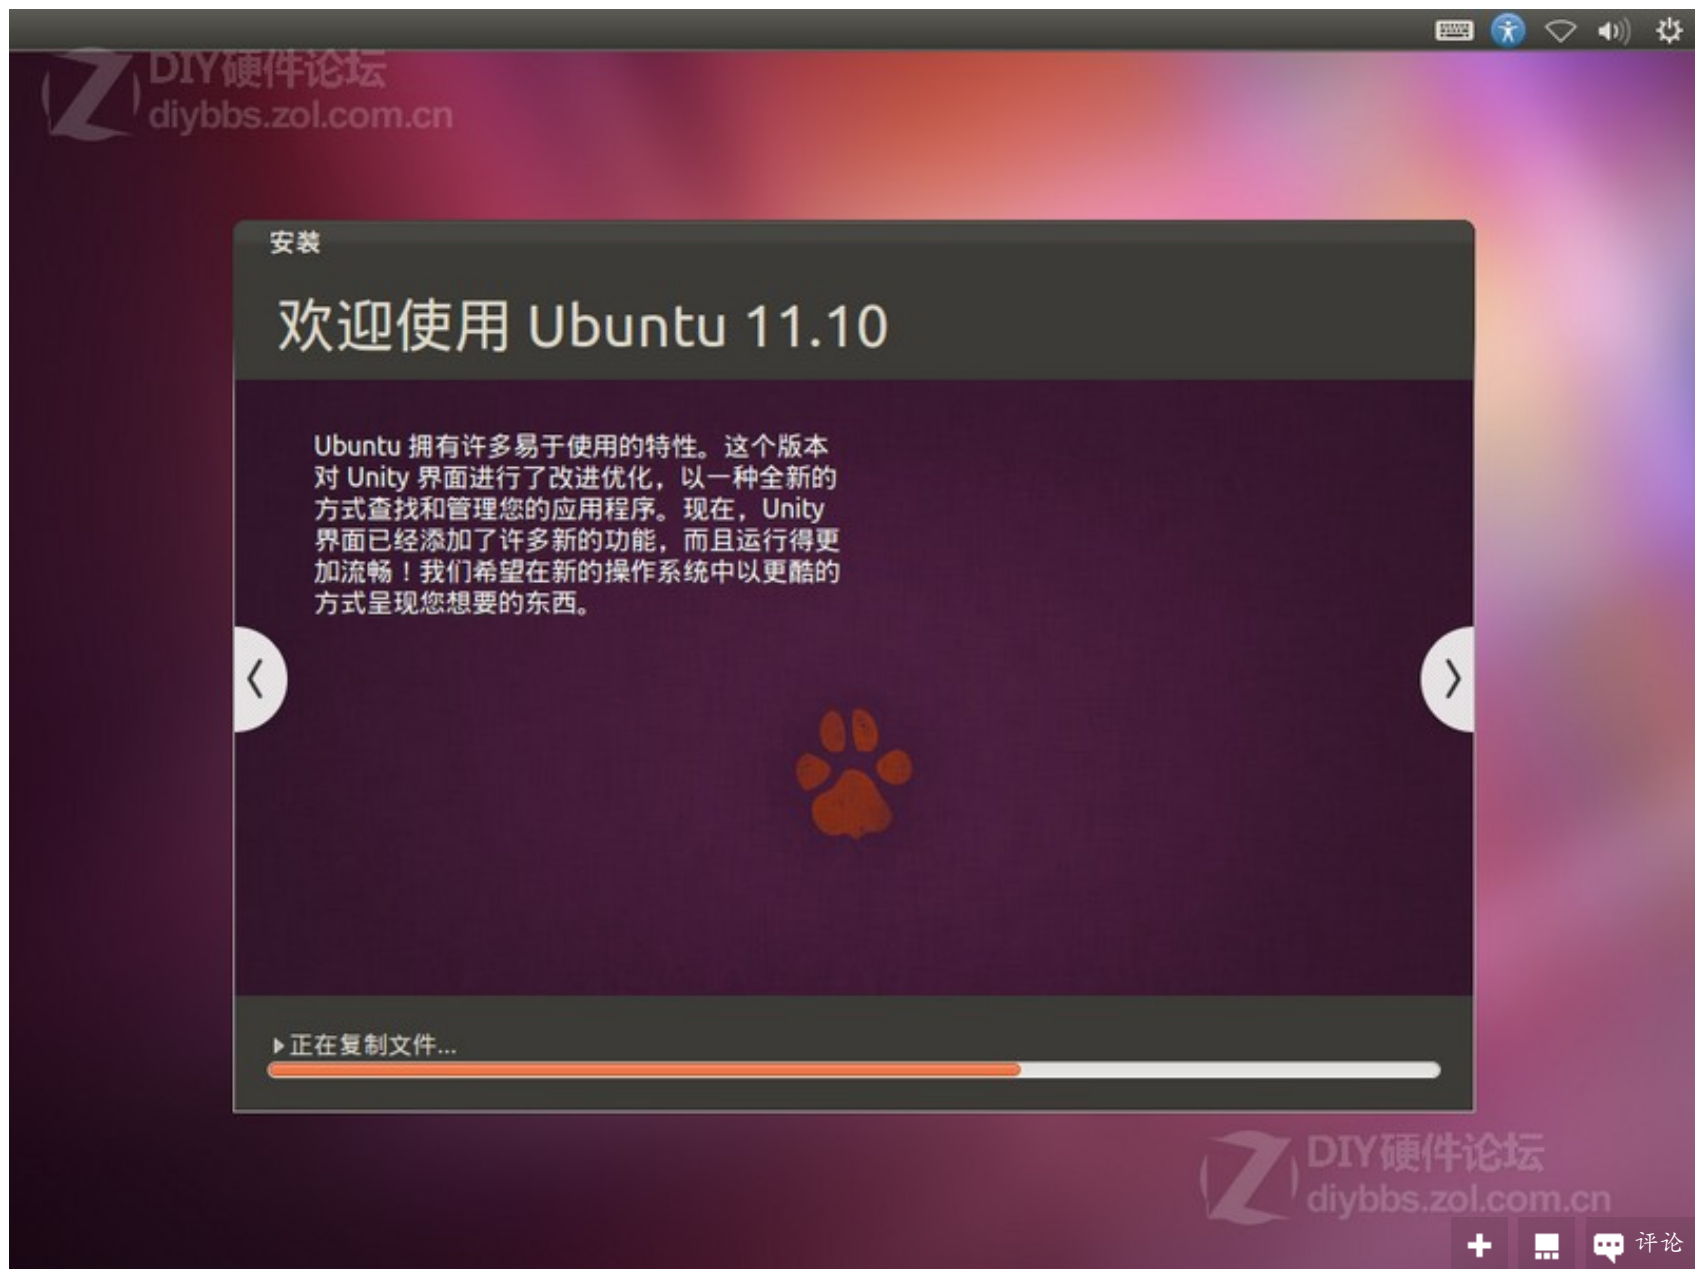 DIY硬件论坛
diybbs.zol.com.cn
安装
欢迎使用 Ubuntu 11.10
Ubuntu 拥有许多易于使用的特性。这个版本
对 Unity 界面进行了改进优化，以一种全新的
方式查找和管理您的应用程序。现在，Unity
界面已经添加了许多新的功能，而且运行得更
加流畅！我们希望在新的操作系统中以更酷的
方式呈现您想要的东西。
正在复制文件...
DIY硬件论坛
diybbs.zol.com.cn
评论